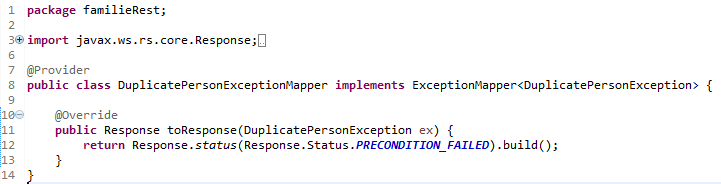 1 package familieRest;
2
3 import javax.ws.rs.core.Response;
6
7 @Provider
8 public class DuplicatePersonExceptionMapper implements ExceptionMapper<DuplicatePersonException> {
9
10     @Override
11     public Response toResponse(DuplicatePersonException ex) {
12         return Response.status(Response.Status.PRECONDITION_FAILED).build();
13     }
14 }